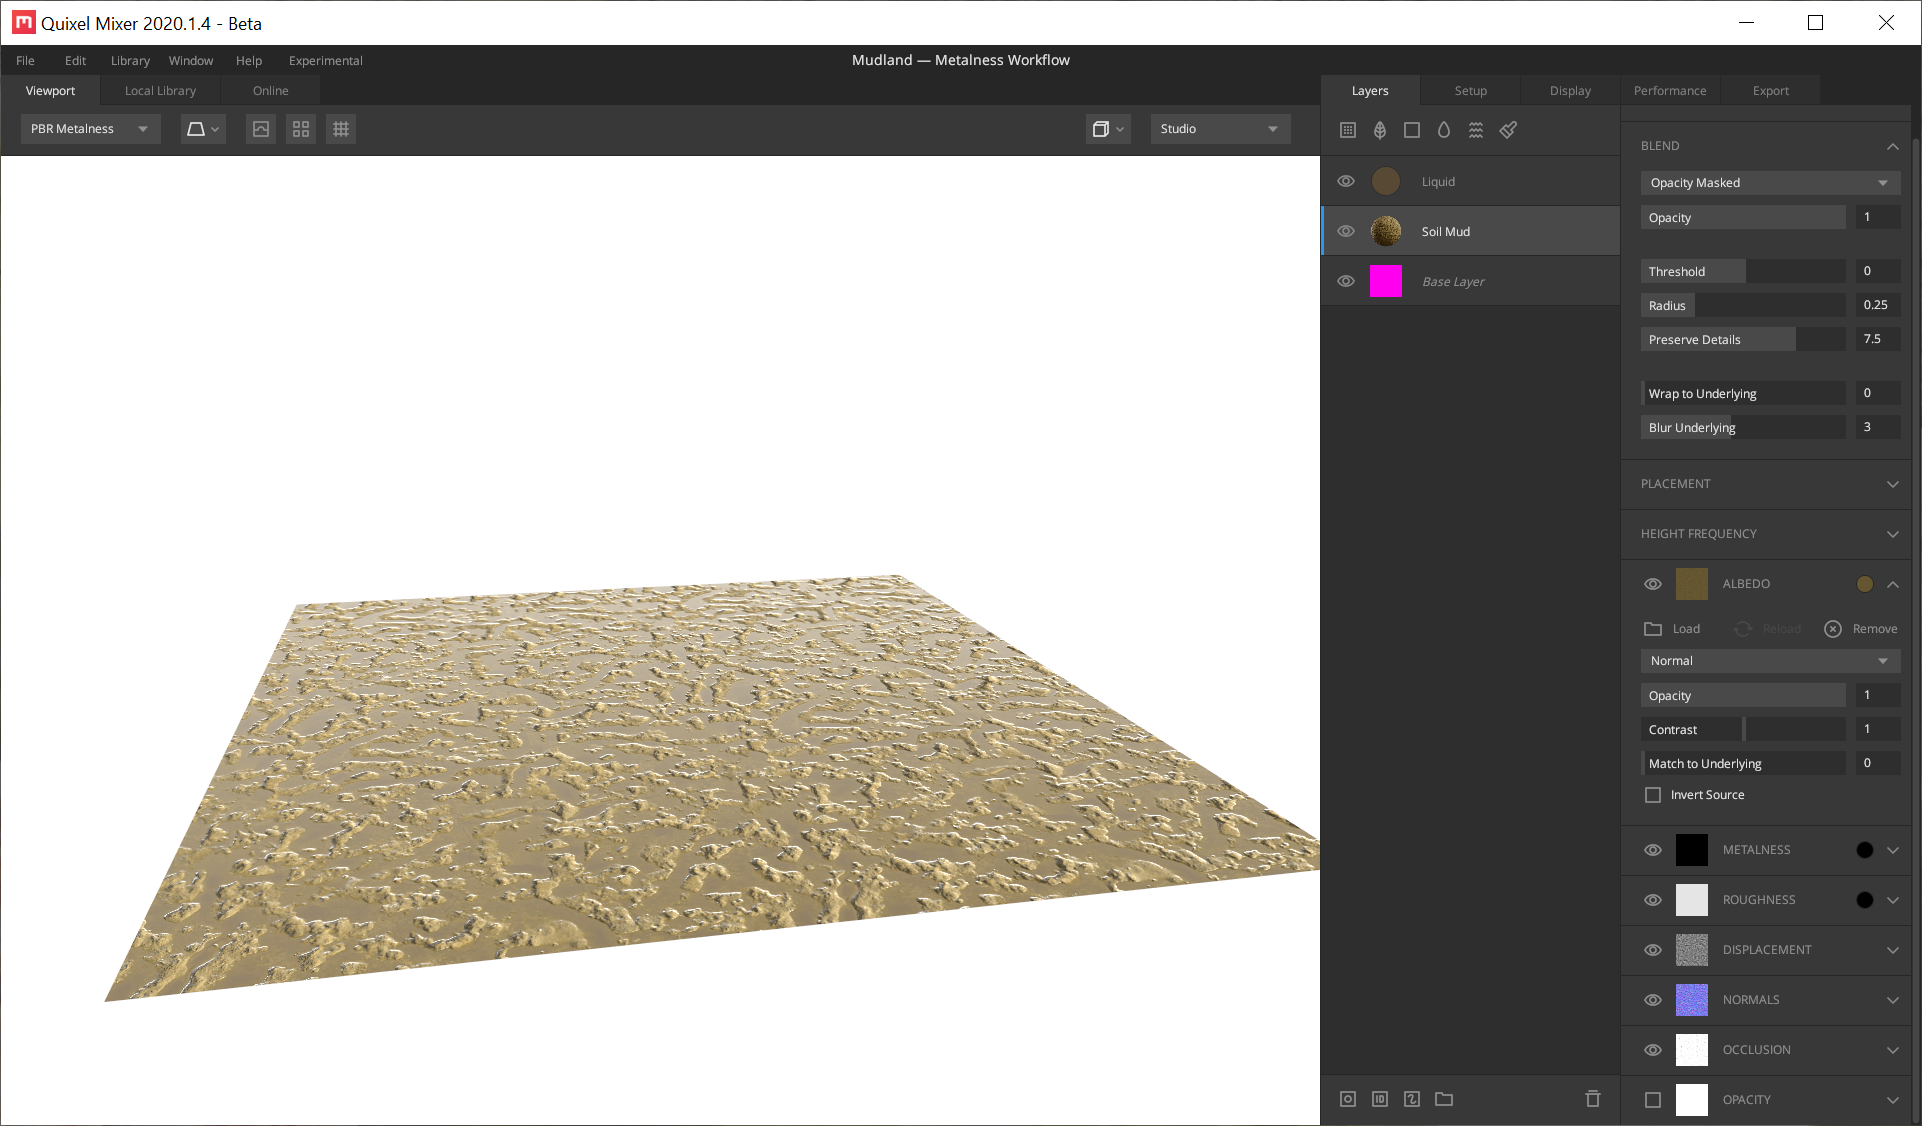 Quixel Mixer 2020.1.4 - Beta
File Edit Library Window Help Experimental
Mudland — Metalness Workflow
Viewport Local Library Online
Layers Setup Display Performance Export
PBR Metalness
Studio
Liquid
Soil Mud
Base Layer
BLEND
Opacity Masked
Opacity 1
Threshold 0
Radius 0.25
Preserve Details 7.5
Wrap to Underlying 0
Blur Underlying 3
PLACEMENT
HEIGHT FREQUENCY
ALBEDO
Load Reload Remove
Normal
Opacity 1
Contrast 1
Match to Underlying 0
Invert Source
METALNESS
ROUGHNESS
DISPLACEMENT
NORMALS
OCCLUSION
OPACITY
ID